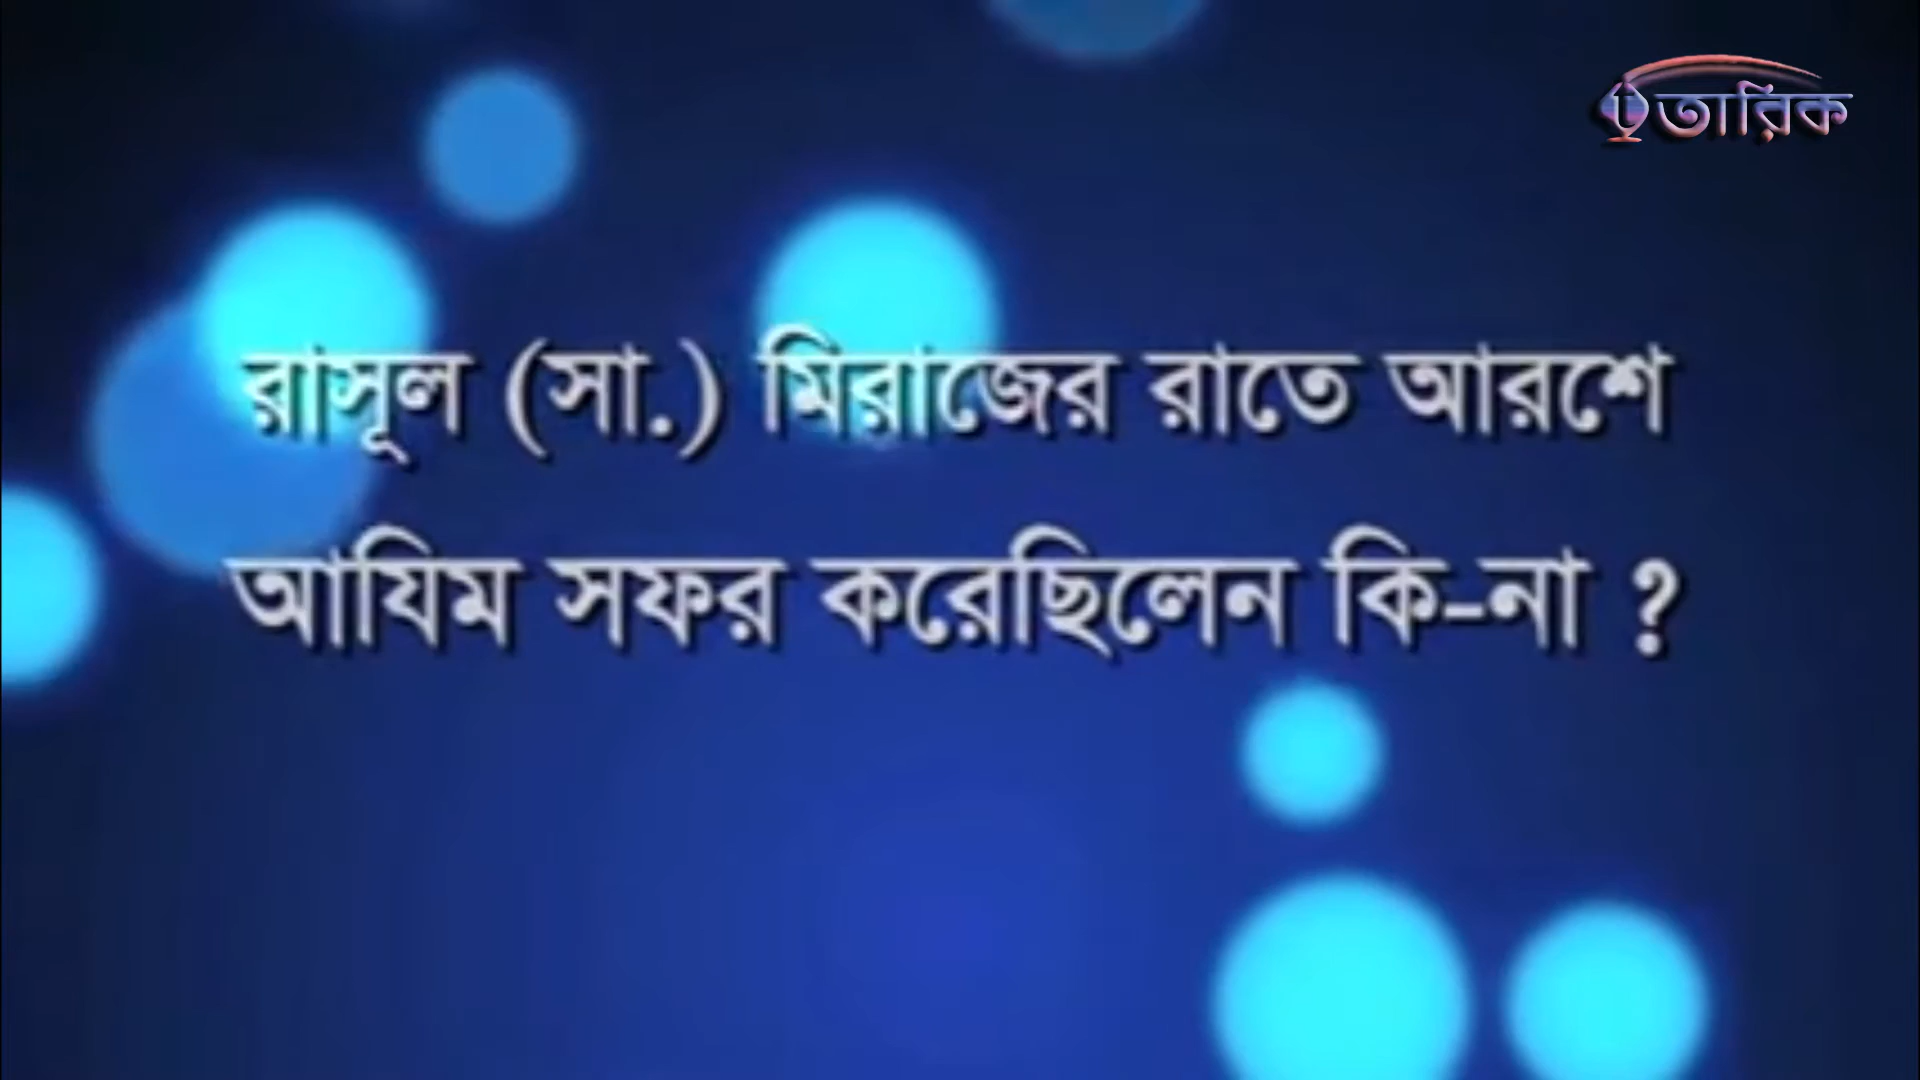 তারিক
রাসূল (সা.) মিরাজের রাতে আরশে
আযিম সফর করেছিলেন কি-না ?